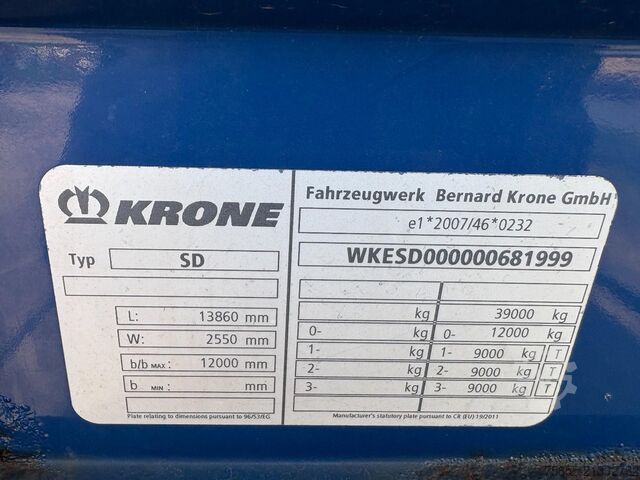 KRONE
Typ SD
L: 13860 mm
W: 2550 mm
b/b MAX: 12000 mm
b MIN: mm
Plate relating to dimensions pursuant to 96/53/EG
Fahrzeugwerk Bernard Krone GmbH
e1*2007/46*0232
WKESD000000681999
kg 39000 kg
0- kg 0- 12000 kg
1- kg 1- 9000 kg T
2- kg 2- 9000 kg T
3- kg 3- 9000 kg T
Manufacturer's statutory plate pursuant to CR (EU) 19/2011